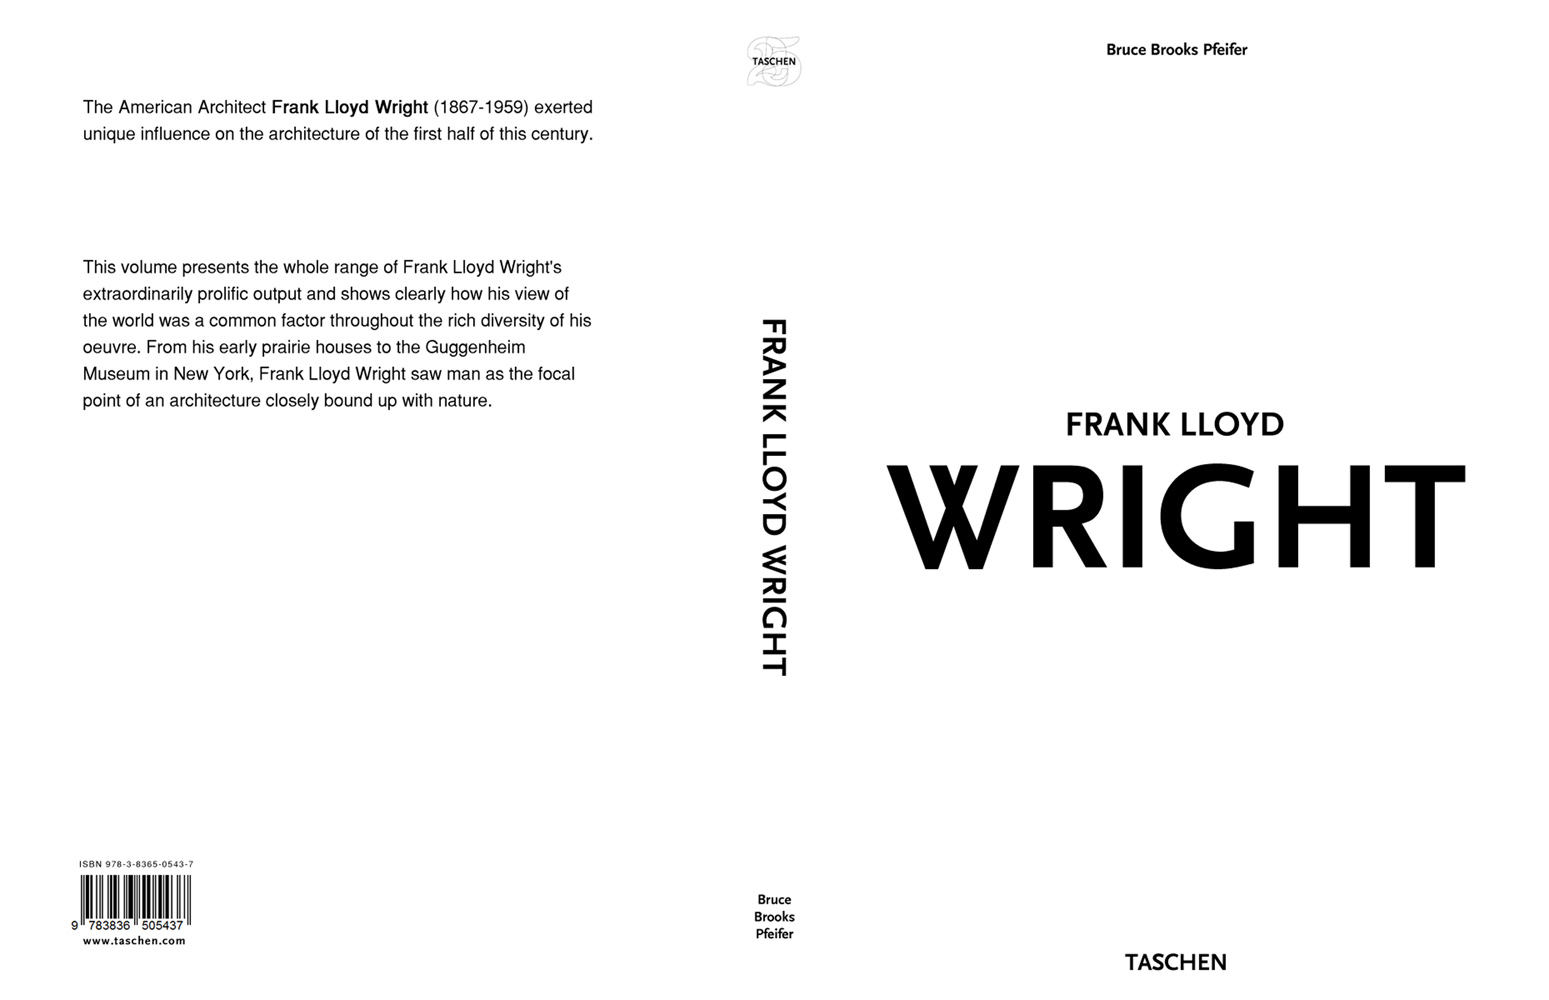 The American Architect Frank Lloyd Wright (1867-1959) exerted
unique influence on the architecture of the first half of this century.
This volume presents the whole range of Frank Lloyd Wright's
extraordinarily prolific output and shows clearly how his view of
the world was a common factor throughout the rich diversity of his
oeuvre. From his early prairie houses to the Guggenheim
Museum in New York, Frank Lloyd Wright saw man as the focal
point of an architecture closely bound up with nature.
ISBN 978-3-8365-0543-7
9 783836 505437
www.taschen.com
25
TASCHEN
FRANK LLOYD WRIGHT
Bruce
Brooks
Pfeifer
Bruce Brooks Pfeifer
FRANK LLOYD
WRIGHT
TASCHEN